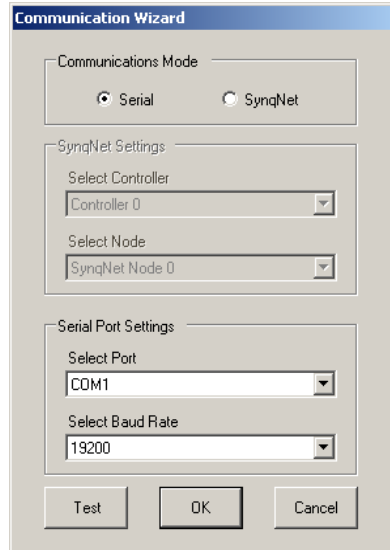 Communication Wizard
Communications Mode
Serial SynqNet
SynqNet Settings
Select Controller
Controller 0
Select Node
SynqNet Node 0
Serial Port Settings
Select Port
COM1
Select Baud Rate
19200
Test OK Cancel